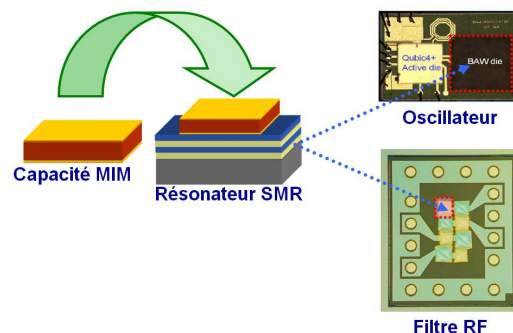 Qubic4+
Active die
BAW die
Oscillateur
Capacité MIM
Résonateur SMR
Filtre RF